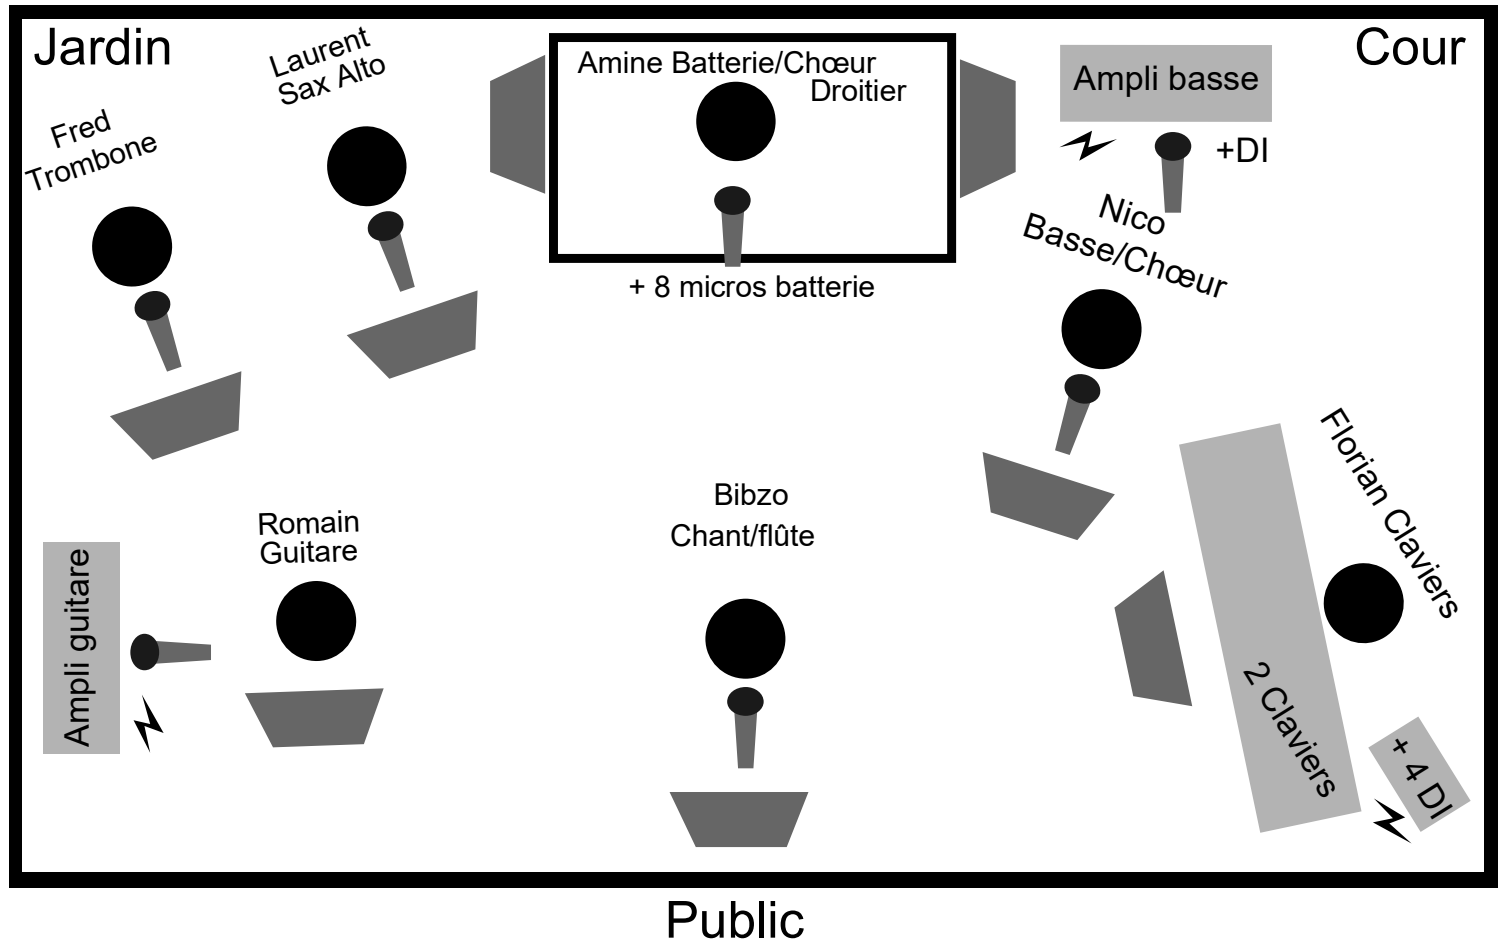 Jardin
Cour
Laurent
Sax Alto
Fred
Trombone
Amine Batterie/Chœur
Droitier
+ 8 micros batterie
Ampli basse
+DI
Nico
Basse/Chœur
Florian Claviers
2 Claviers
+ 4 DI
Bibzo
Chant/flûte
Romain
Guitare
Ampli guitare
Public